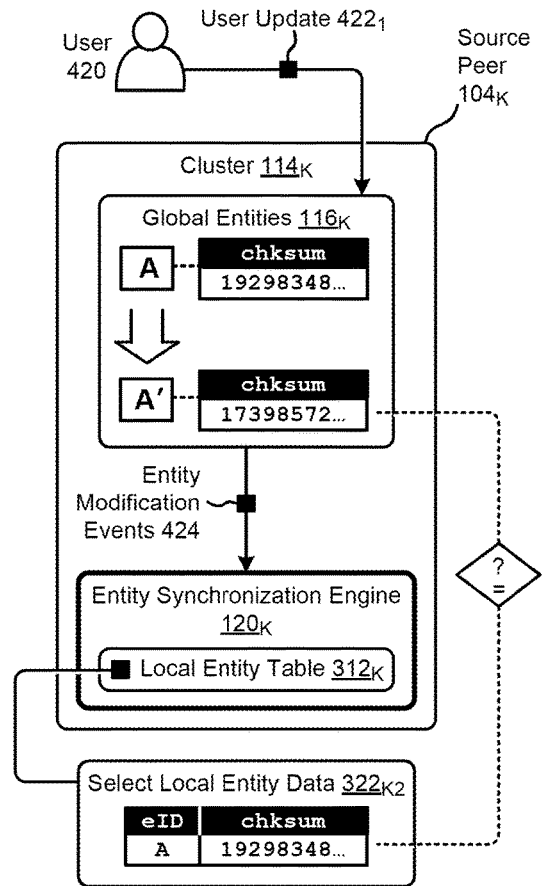 User Update 422₁
User
420
Source
Peer
104ₖ
Cluster 114ₖ
Global Entities 116ₖ
A
chksum
19298348...
A′
chksum
17398572...
Entity
Modification
Events 424
?
=
Entity Synchronization Engine
120ₖ
Local Entity Table 312ₖ
Select Local Entity Data 322ₖ₂
eID chksum
A 19298348...